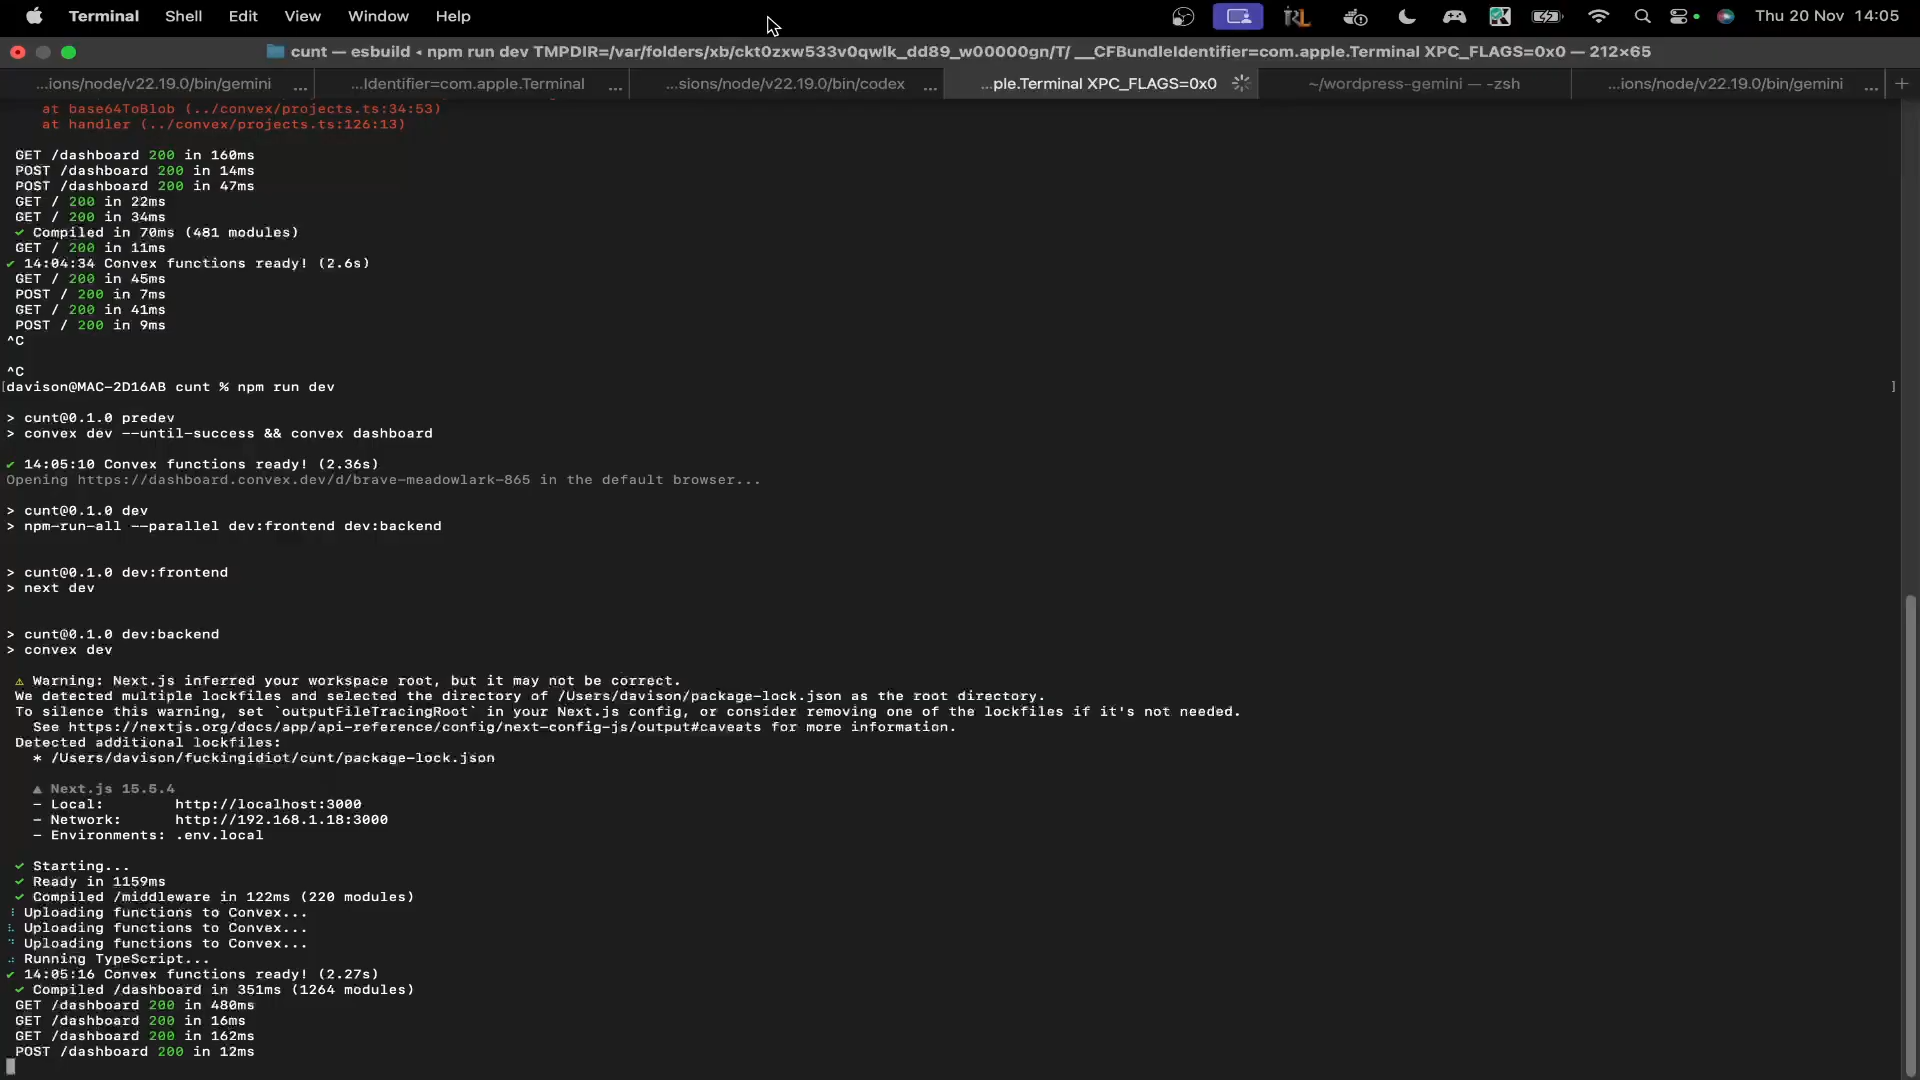 Terminal Shell Edit View Window Help Thu 20 Nov 14:05
cunt — esbuild ◂ npm run dev TMPDIR=/var/folders/xb/ckt0zxw533v0qwlk_dd89_w00000gn/T/ __CFBundleIdentifier=com.apple.Terminal XPC_FLAGS=0x0 — 212×65
...ions/node/v22.19.0/bin/gemini ... ...Identifier=com.apple.Terminal ... ...sions/node/v22.19.0/bin/codex ... ...ple.Terminal XPC_FLAGS=0x0 ~/wordpress-gemini — -zsh ...ions/node/v22.19.0/bin/gemini ... +
at base64ToBlob (../convex/projects.ts:34:53)
at handler (../convex/projects.ts:126:13)
GET /dashboard 200 in 160ms
POST /dashboard 200 in 14ms
POST /dashboard 200 in 47ms
GET / 200 in 22ms
GET / 200 in 34ms
✓ Compiled in 70ms (481 modules)
GET / 200 in 11ms
✔ 14:04:34 Convex functions ready! (2.6s)
GET / 200 in 45ms
POST / 200 in 7ms
GET / 200 in 41ms
POST / 200 in 9ms
^C
^C
[davison@MAC-2D16AB cunt % npm run dev ]
> cunt@0.1.0 predev
> convex dev --until-success && convex dashboard
✔ 14:05:10 Convex functions ready! (2.36s)
Opening https://dashboard.convex.dev/d/brave-meadowlark-865 in the default browser...
> cunt@0.1.0 dev
> npm-run-all --parallel dev:frontend dev:backend
> cunt@0.1.0 dev:frontend
> next dev
> cunt@0.1.0 dev:backend
> convex dev
⚠ Warning: Next.js inferred your workspace root, but it may not be correct.
We detected multiple lockfiles and selected the directory of /Users/davison/package-lock.json as the root directory.
To silence this warning, set `outputFileTracingRoot` in your Next.js config, or consider removing one of the lockfiles if it's not needed.
See https://nextjs.org/docs/app/api-reference/config/next-config-js/output#caveats for more information.
Detected additional lockfiles:
* /Users/davison/fuckingidiot/cunt/package-lock.json
▲ Next.js 15.5.4
- Local: http://localhost:3000
- Network: http://192.168.1.18:3000
- Environments: .env.local
✓ Starting...
✓ Ready in 1159ms
✓ Compiled /middleware in 122ms (220 modules)
Uploading functions to Convex...
Uploading functions to Convex...
Uploading functions to Convex...
Running TypeScript...
✔ 14:05:16 Convex functions ready! (2.27s)
✓ Compiled /dashboard in 351ms (1264 modules)
GET /dashboard 200 in 480ms
GET /dashboard 200 in 16ms
GET /dashboard 200 in 162ms
POST /dashboard 200 in 12ms